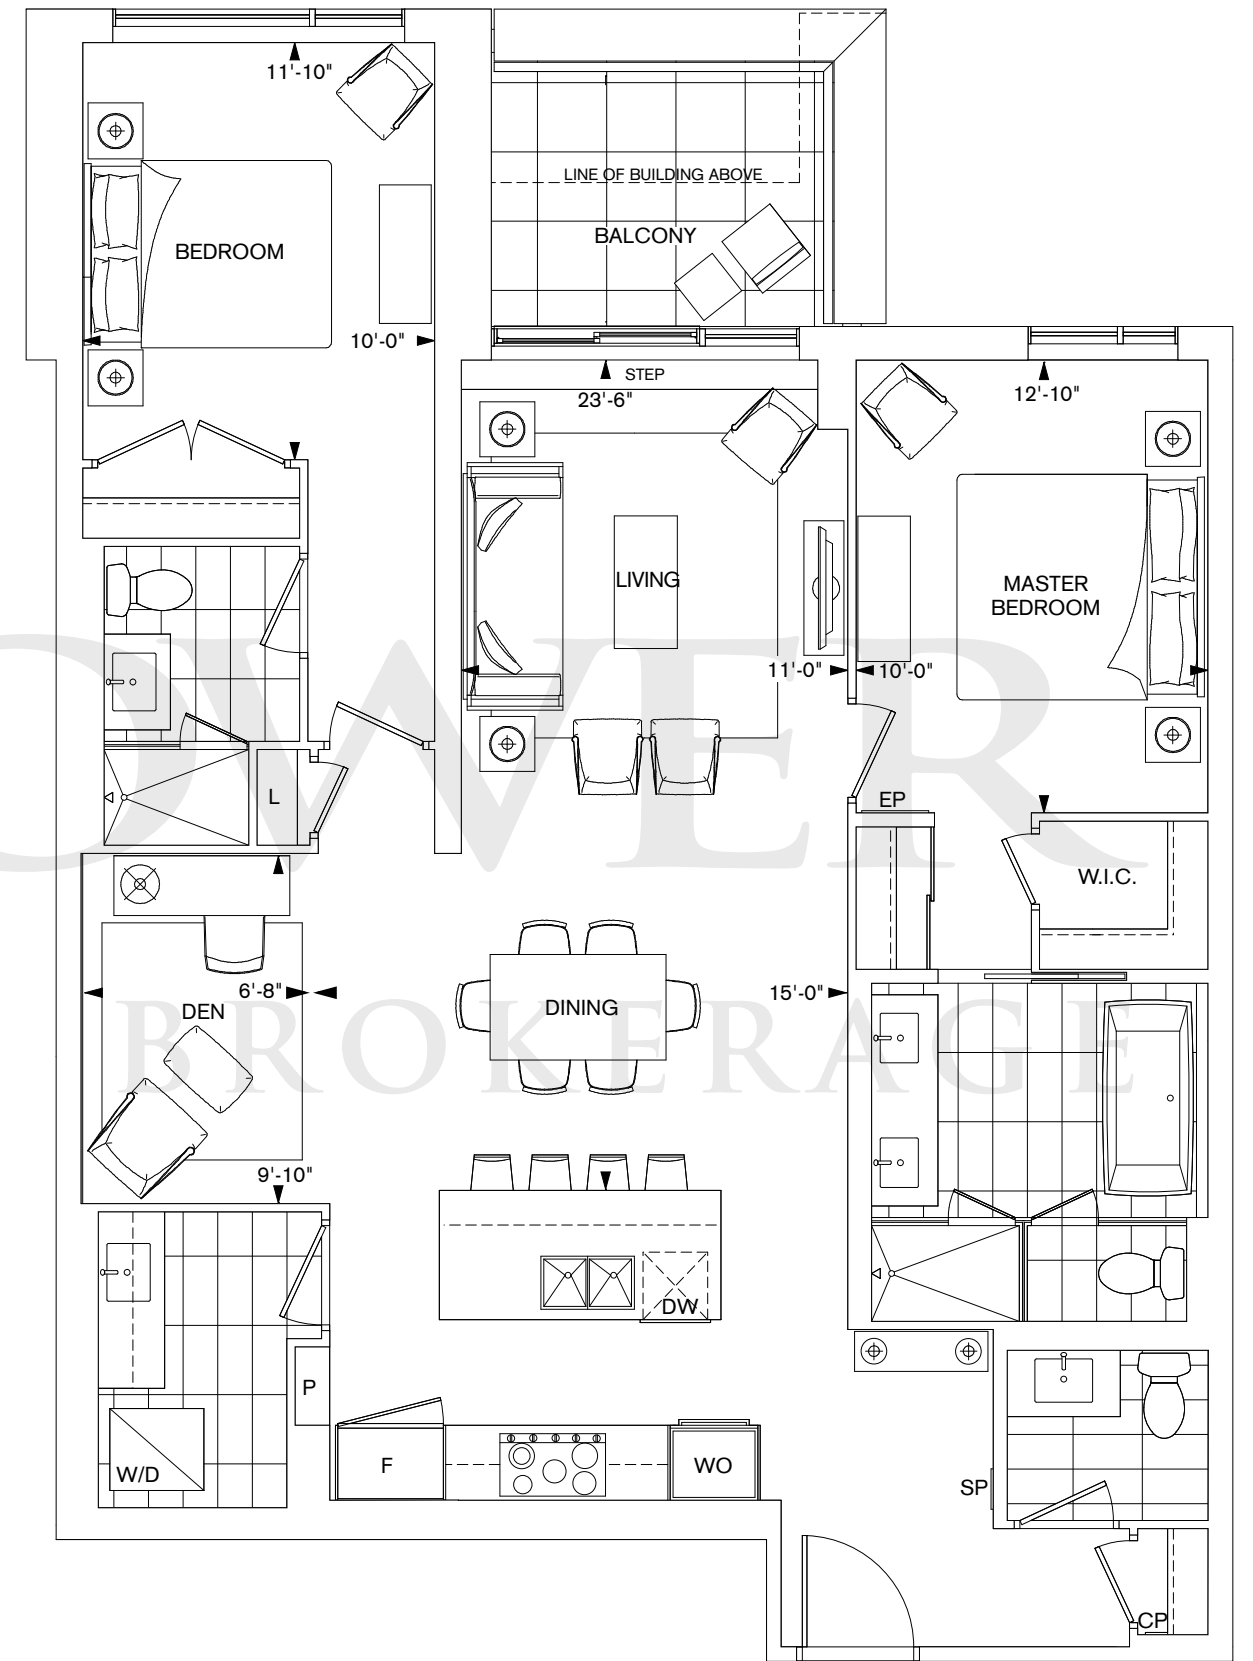 11'-10"
LINE OF BUILDING ABOVE
BALCONY
BEDROOM
10'-0"
STEP
23'-6"
12'-10"
LIVING
MASTER
BEDROOM
11'-0"
10'-0"
OWER
L
EP
W.I.C.
6'-8"
15'-0"
DEN
DINING
BROKERAGE
9'-10"
DW
P
W/D
F
WO
SP
CP